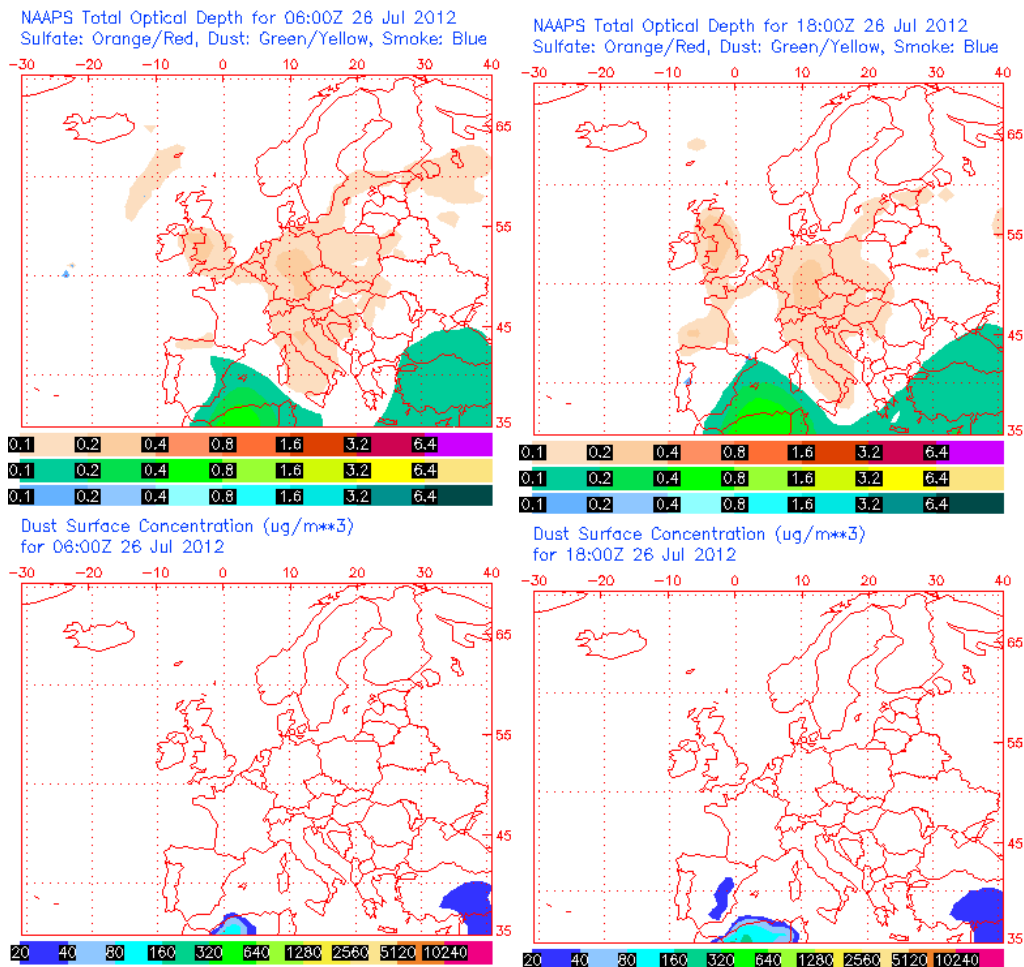 NAAPS Total Optical Depth for 06:00Z 26 Jul 2012
Sulfate: Orange/Red, Dust: Green/Yellow, Smoke: Blue
-30 -20 -10 0 10 20 30 40
65
55
45
35
0.1 0.2 0.4 0.8 1.6 3.2 6.4
0.1 0.2 0.4 0.8 1.6 3.2 6.4
0.1 0.2 0.4 0.8 1.6 3.2 6.4
NAAPS Total Optical Depth for 18:00Z 26 Jul 2012
Sulfate: Orange/Red, Dust: Green/Yellow, Smoke: Blue
-30 -20 -10 0 10 20 30 40
65
55
45
35
0.1 0.2 0.4 0.8 1.6 3.2 6.4
0.1 0.2 0.4 0.8 1.6 3.2 6.4
0.1 0.2 0.4 0.8 1.6 3.2 6.4
Dust Surface Concentration (ug/m**3)
for 06:00Z 26 Jul 2012
-30 -20 -10 0 10 20 30 40
65
55
45
35
20 40 80 160 320 640 1280 2560 5120 10240
Dust Surface Concentration (ug/m**3)
for 18:00Z 26 Jul 2012
-30 -20 -10 0 10 20 30 40
65
55
45
35
20 40 80 160 320 640 1280 2560 5120 10240